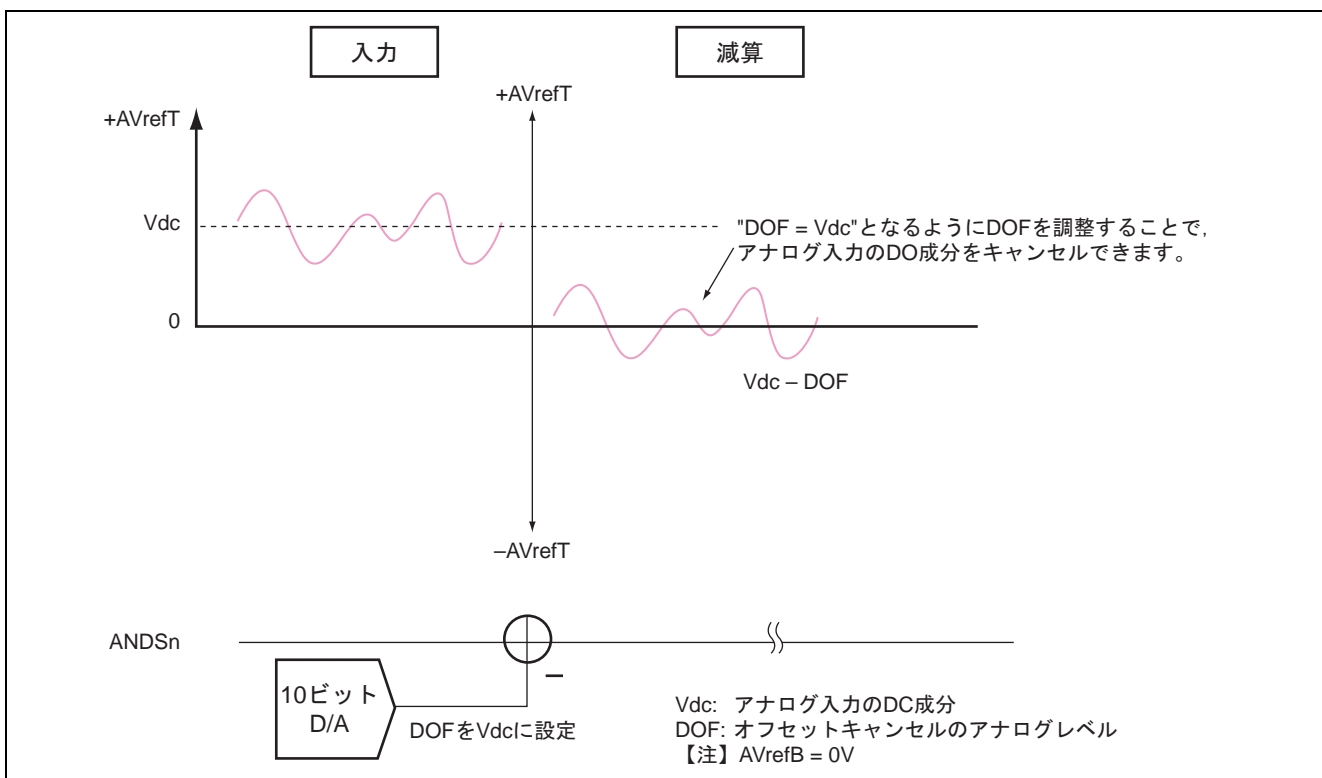 入力
減算
+AVrefT
+AVrefT
Vdc
"DOF = Vdc"となるようにDOFを調整することで,
アナログ入力のDO成分をキャンセルできます。
0
Vdc – DOF
–AVrefT
ANDSn
–
10ビット
D/A
DOFをVdcに設定
Vdc: アナログ入力のDC成分
DOF: オフセットキャンセルのアナログレベル
【注】 AVrefB = 0V